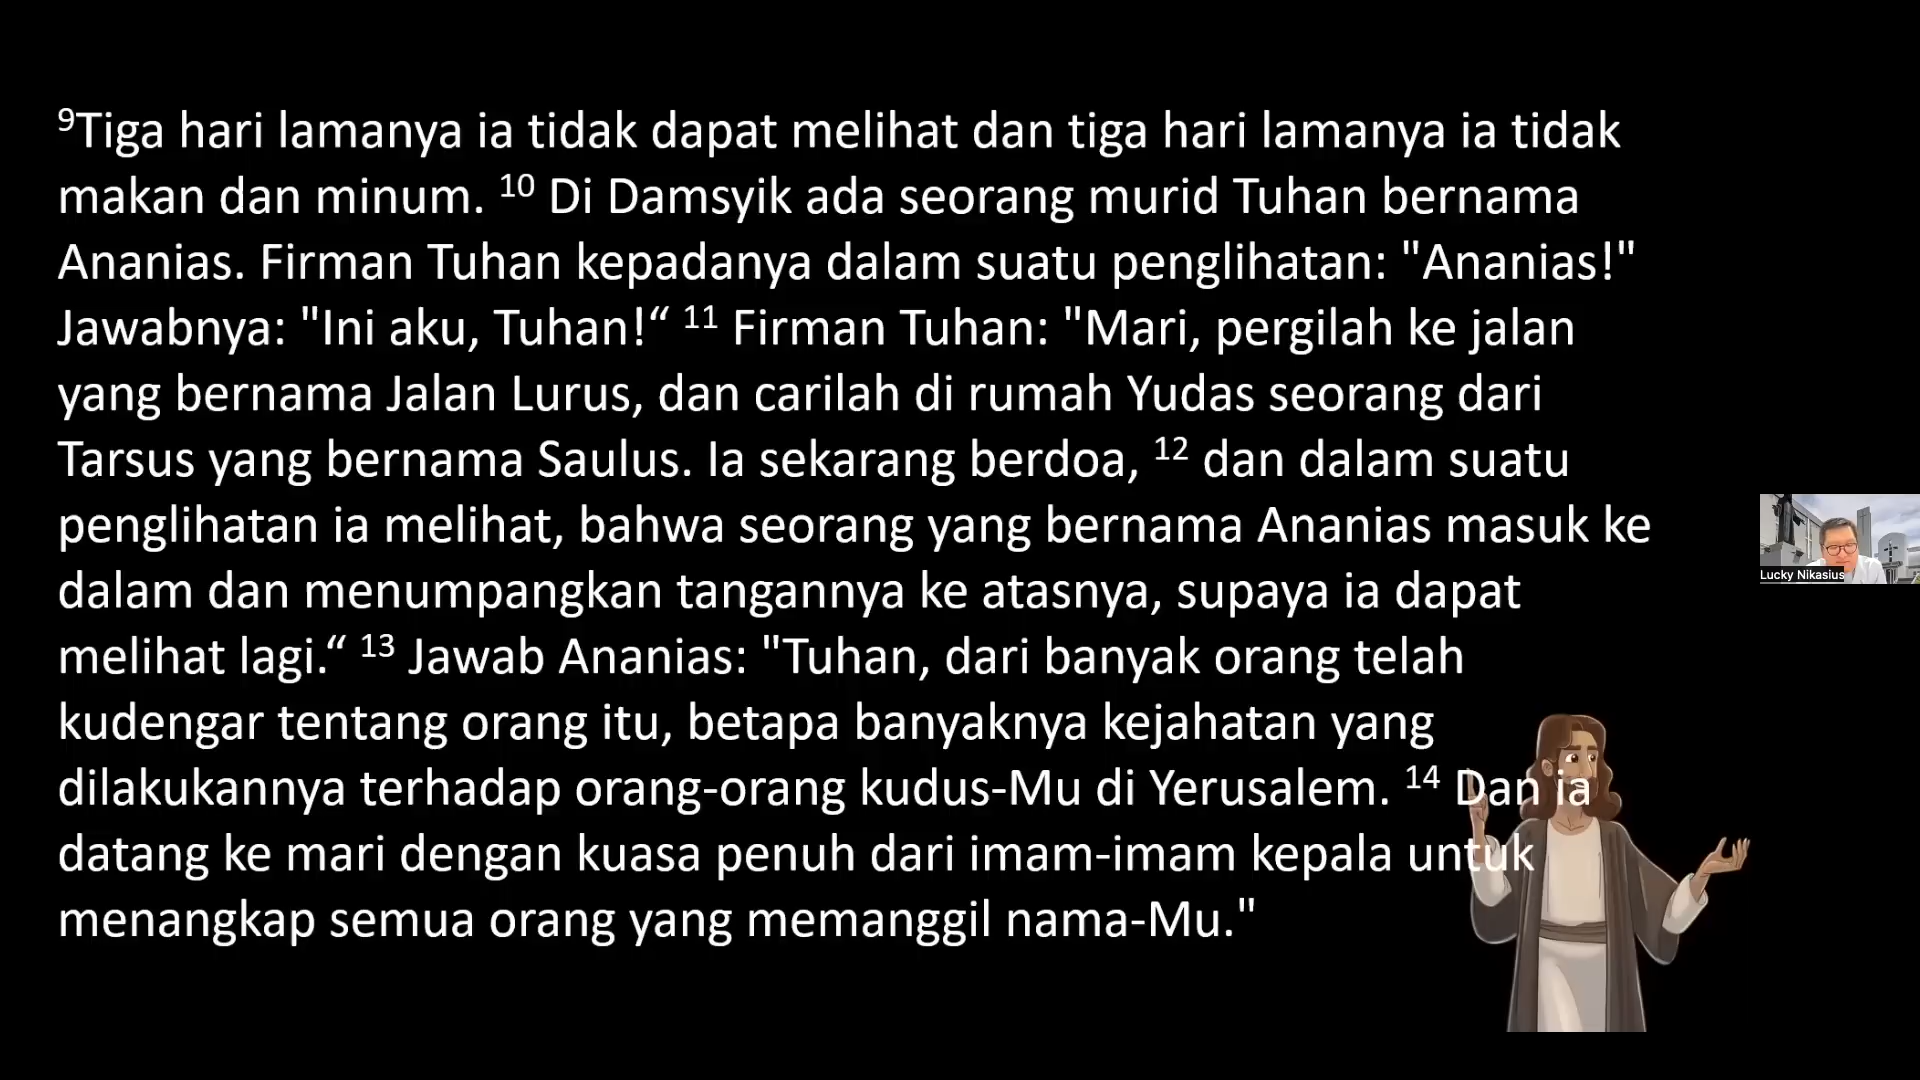 ⁹Tiga hari lamanya ia tidak dapat melihat dan tiga hari lamanya ia tidak
makan dan minum. ¹⁰ Di Damsyik ada seorang murid Tuhan bernama
Ananias. Firman Tuhan kepadanya dalam suatu penglihatan: "Ananias!"
Jawabnya: "Ini aku, Tuhan!“ ¹¹ Firman Tuhan: "Mari, pergilah ke jalan
yang bernama Jalan Lurus, dan carilah di rumah Yudas seorang dari
Tarsus yang bernama Saulus. Ia sekarang berdoa, ¹² dan dalam suatu
penglihatan ia melihat, bahwa seorang yang bernama Ananias masuk ke
dalam dan menumpangkan tangannya ke atasnya, supaya ia dapat
melihat lagi.“ ¹³ Jawab Ananias: "Tuhan, dari banyak orang telah
kudengar tentang orang itu, betapa banyaknya kejahatan yang
dilakukannya terhadap orang-orang kudus-Mu di Yerusalem. ¹⁴ Dan ia
datang ke mari dengan kuasa penuh dari imam-imam kepala untuk
menangkap semua orang yang memanggil nama-Mu."
Lucky Nikasius